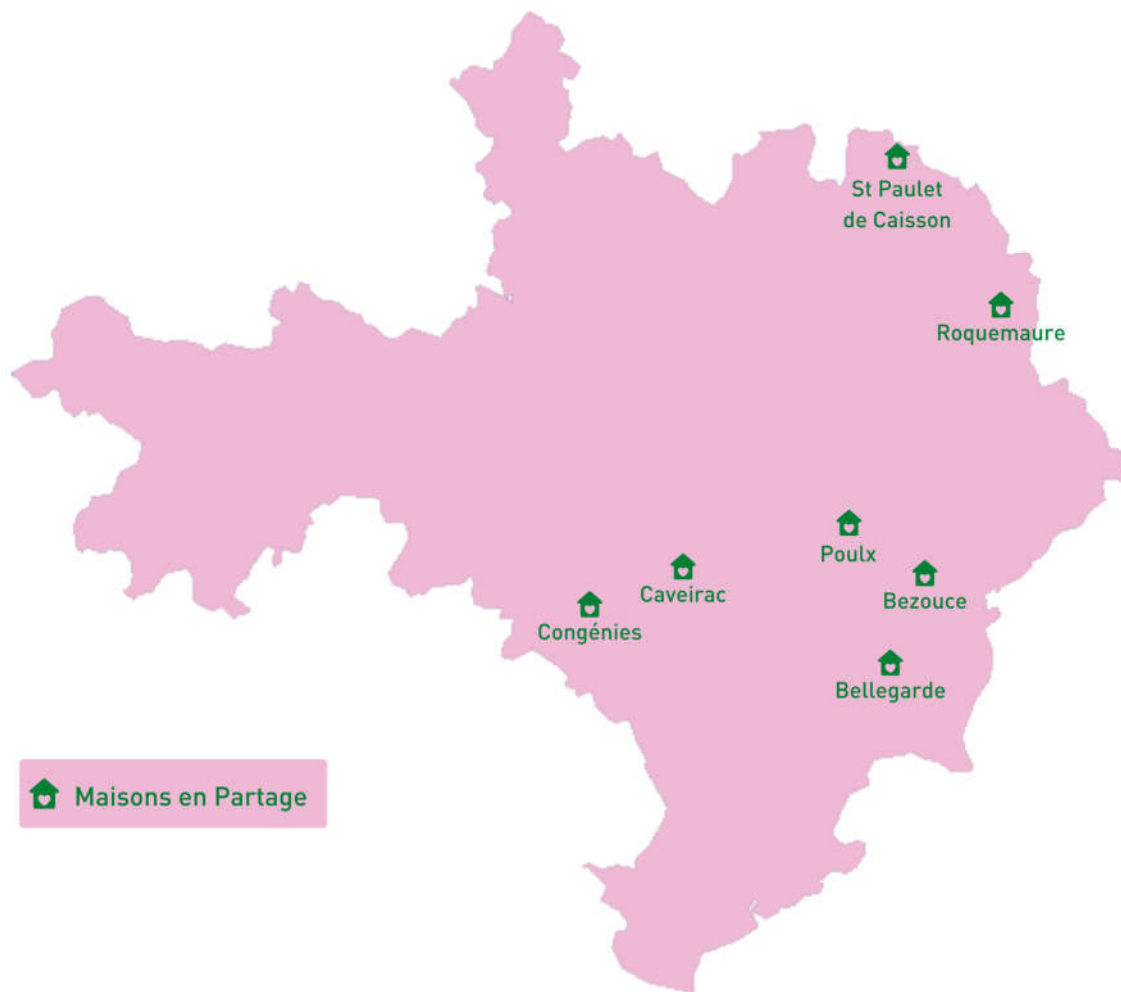 St Paulet
de Caisson
Roquemaure
Poulx
Caveirac
Bezouce
Congénies
Bellegarde
Maisons en Partage